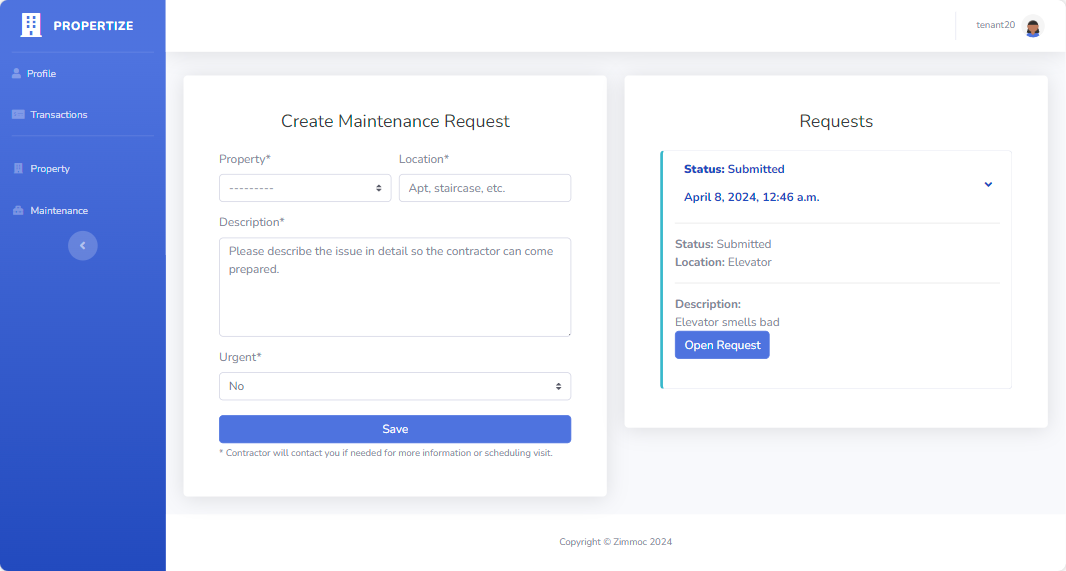 PROPERTIZE
Profile
Transactions
Property
Maintenance
tenant20
Create Maintenance Request
Property*
Location*
---------
Apt, staircase, etc.
Description*
Please describe the issue in detail so the contractor can come
prepared.
Urgent*
No
Save
* Contractor will contact you if needed for more information or scheduling visit.
Requests
Status: Submitted
April 8, 2024, 12:46 a.m.
Status: Submitted
Location: Elevator
Description:
Elevator smells bad
Open Request
Copyright © Zimmoc 2024